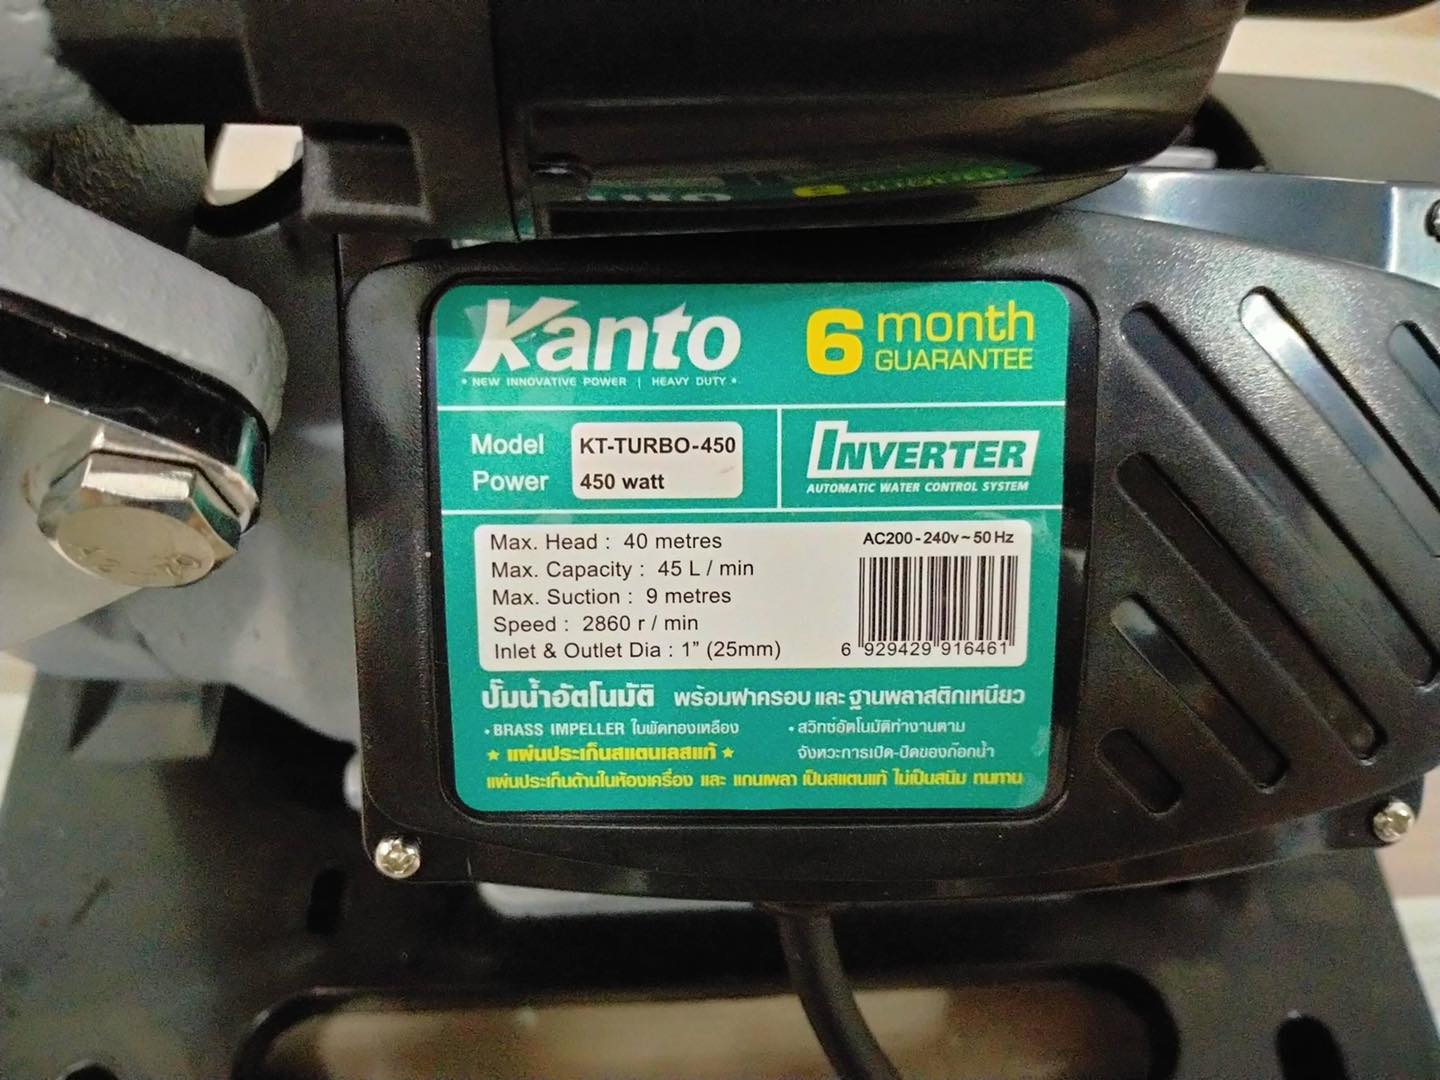 Kanto
• NEW INNOVATIVE POWER | HEAVY DUTY •
6 month
GUARANTEE
Model KT-TURBO-450
Power 450 watt
INVERTER
AUTOMATIC WATER CONTROL SYSTEM
Max. Head : 40 metres
Max. Capacity : 45 L / min
Max. Suction : 9 metres
Speed : 2860 r / min
Inlet & Outlet Dia : 1" (25mm)
AC200-240v~50Hz
6 929429 916461
ปั๊มน้ำอัตโนมัติ พร้อมฝาครอบ และ ฐานพลาสติกเหนียว
• BRASS IMPELLER ใบพัดทองเหลือง
★ แผ่นประเก็นสแตนเลสแท้ ★
• สวิทซ์อัตโนมัติทำงานตาม
จังหวะการเปิด-ปิดของก๊อกน้ำ
แผ่นประเก็นด้านในห้องเครื่อง และ แกนเพลา เป็นสแตนแท้ ไม่เป็นสนิม ทนทาน